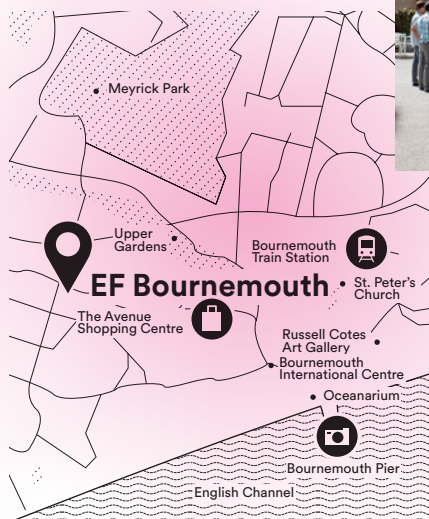 Meyrick Park
Upper
Gardens
Bournemouth
Train Station
EF Bournemouth
St. Peter's
Church
The Avenue
Shopping Centre
Russell Cotes
Art Gallery
Bournemouth
International Centre
Oceanarium
Bournemouth Pier
English Channel